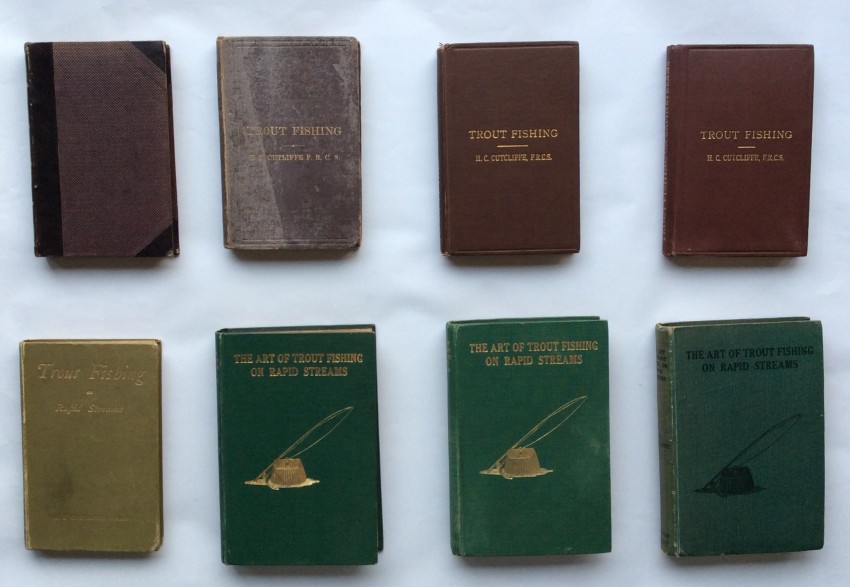 TROUT FISHING
H. C. CUTCLIFFE F. R. C. S.
TROUT FISHING
H. C. CUTCLIFFE, F.R.C.S.
TROUT FISHING
H. C. CUTCLIFFE, F.R.C.S.
Trout Fishing
on
Rapid Streams
THE ART OF TROUT FISHING
ON RAPID STREAMS
THE ART OF TROUT FISHING
ON RAPID STREAMS
THE ART OF TROUT FISHING
ON RAPID STREAMS